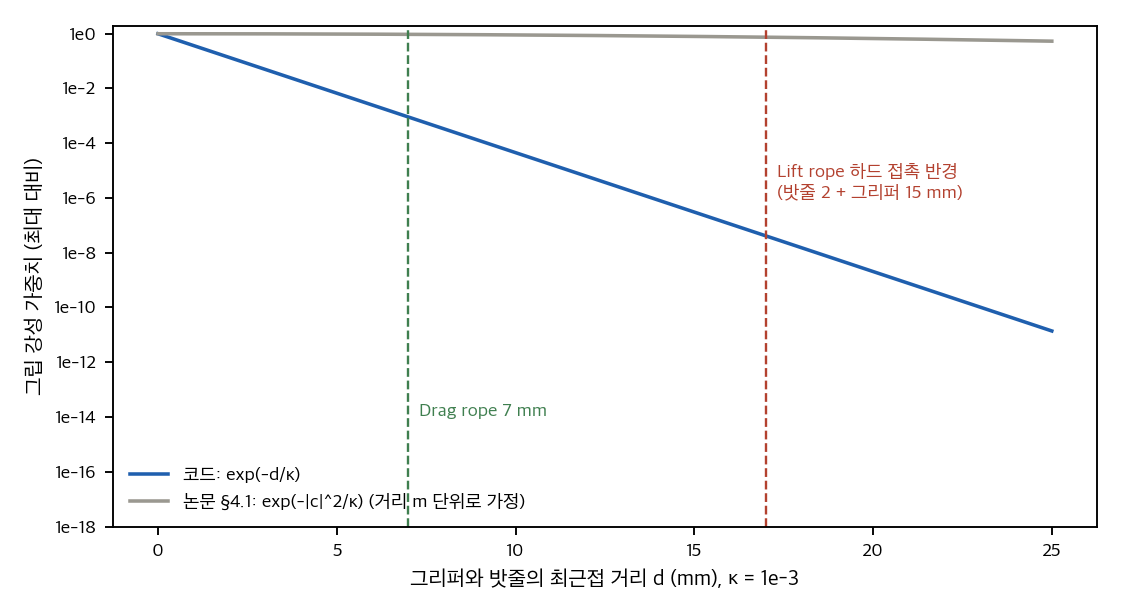 그립 강성 가중치 (최대 대비)
1e0
1e-2
1e-4
1e-6
1e-8
1e-10
1e-12
1e-14
1e-16
1e-18
Lift rope 하드 접촉 반경
(밧줄 2 + 그리퍼 15 mm)
Drag rope 7 mm
코드: exp(-d/κ)
논문 §4.1: exp(-|c|^2/κ) (거리 m 단위로 가정)
0
5
10
15
20
25
그리퍼와 밧줄의 최근접 거리 d (mm), κ = 1e-3